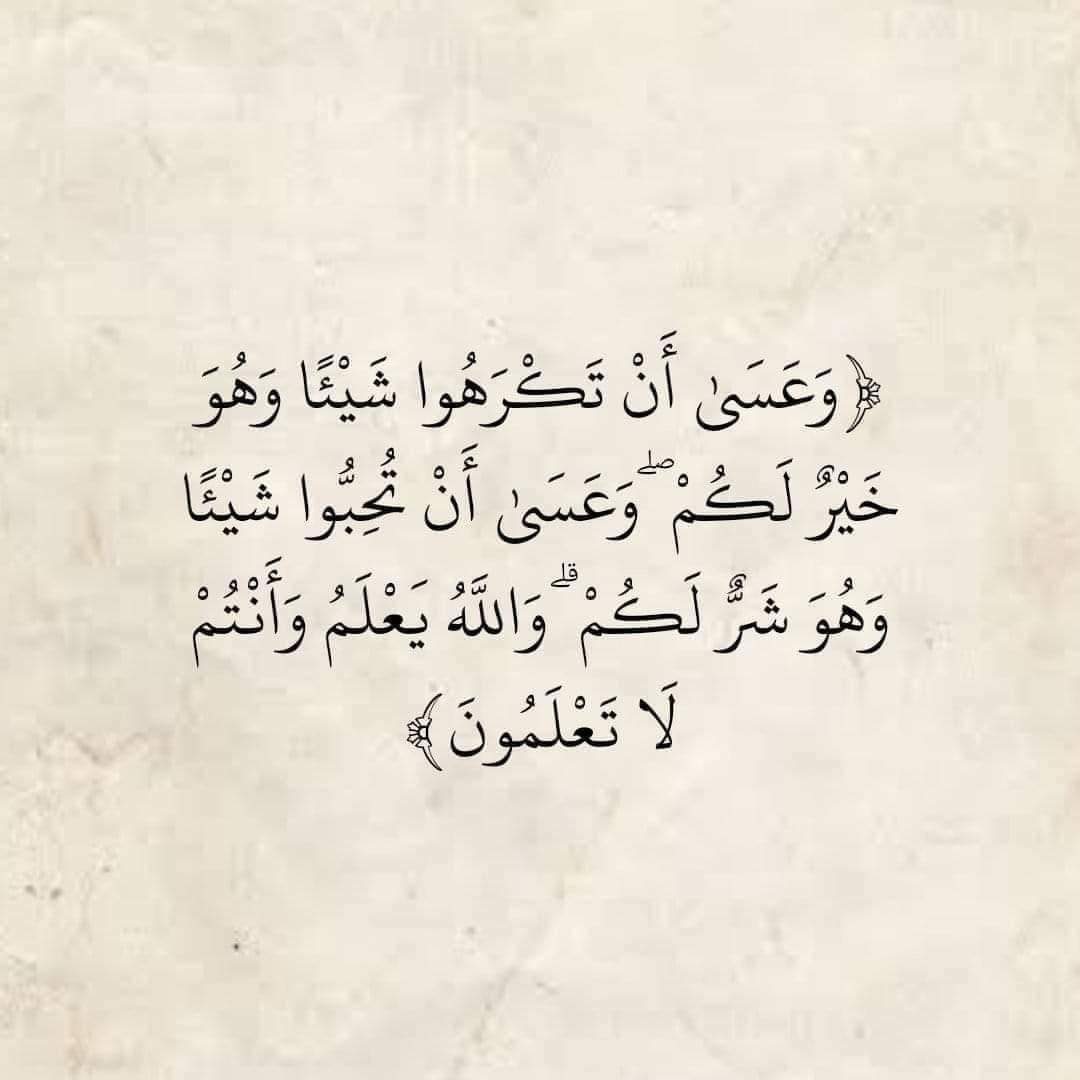 ﴿وَعَسَىٰ أَنْ تَكْرَهُوا شَيْئًا وَهُوَ
خَيْرٌ لَكُمْ ۖ وَعَسَىٰ أَنْ تُحِبُّوا شَيْئًا
وَهُوَ شَرٌّ لَكُمْ ۗ وَاللَّهُ يَعْلَمُ وَأَنْتُمْ
لَا تَعْلَمُونَ﴾